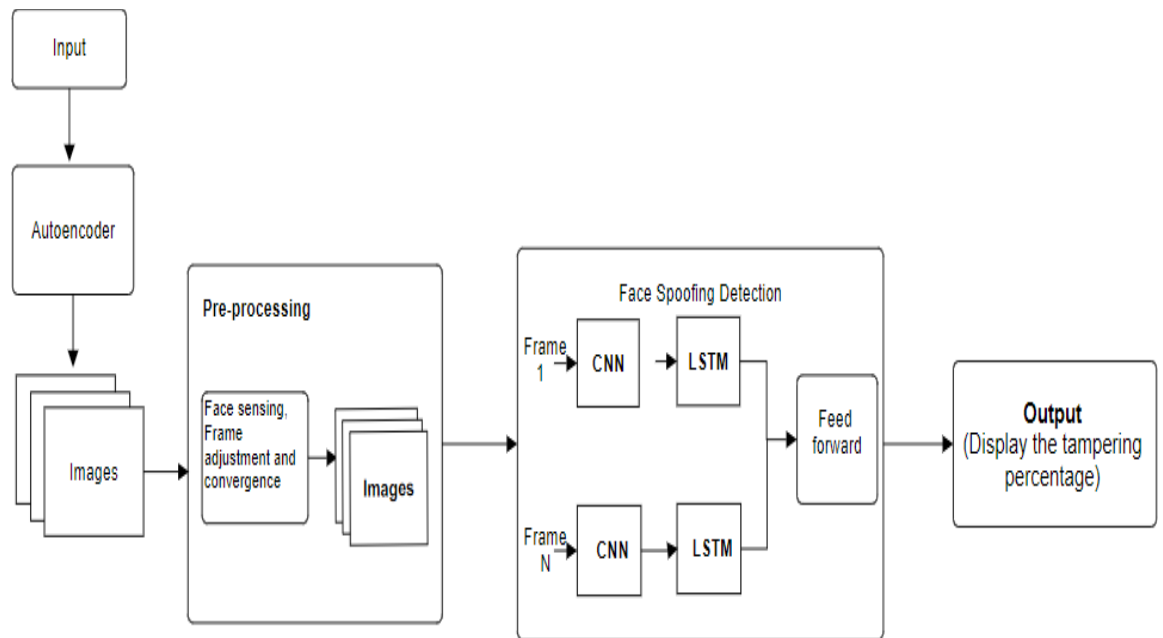 Input
Autoencoder
Images
Pre-processing
Face sensing,
Frame
adjustment and
convergence
Images
Face Spoofing Detection
Frame
1
CNN
LSTM
Frame
N
CNN
LSTM
Feed
forward
Output
(Display the tampering
percentage)